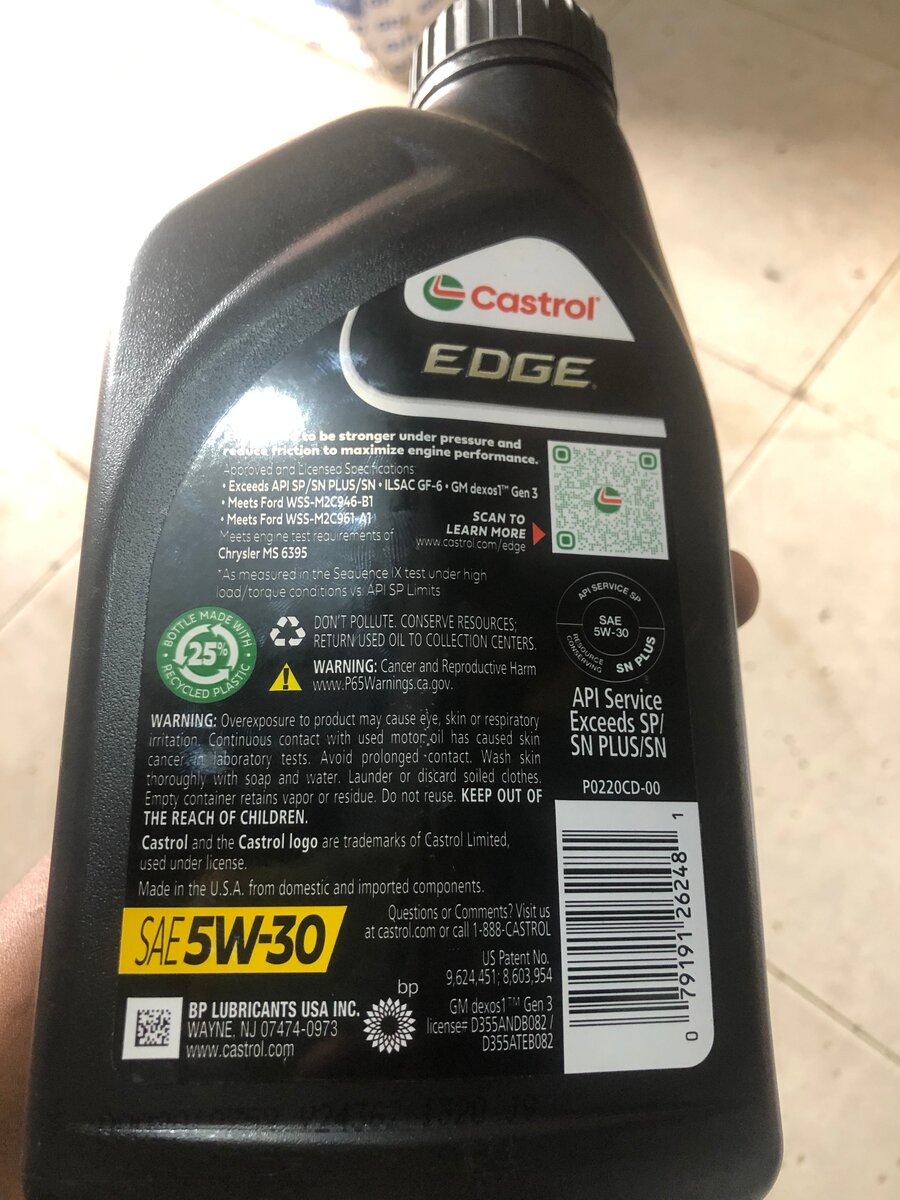 Castrol®
EDGE®
to be stronger under pressure and
reduce friction to maximize engine performance.
Approved and Licensed Specifications:
• Exceeds API SP/SN PLUS/SN • ILSAC GF-6 • GM dexos1™ Gen 3
• Meets Ford WSS-M2C946-B1
• Meets Ford WSS-M2C961-A1
Meets engine test requirements of
Chrysler MS 6395
SCAN TO
LEARN MORE
www.castrol.com/edge
*As measured in the Sequence IX test under high
load/torque conditions vs. API SP Limits
BOTTLE MADE WITH
25%
RECYCLED PLASTIC
DON'T POLLUTE. CONSERVE RESOURCES;
RETURN USED OIL TO COLLECTION CENTERS.
WARNING: Cancer and Reproductive Harm
www.P65Warnings.ca.gov.
API SERVICE SP
SAE
5W-30
RESOURCE
CONSERVING
SN PLUS
API Service
Exceeds SP/
SN PLUS/SN
P0220CD-00
WARNING: Overexposure to product may cause eye, skin or respiratory
irritation. Continuous contact with used motor oil has caused skin
cancer in laboratory tests. Avoid prolonged contact. Wash skin
thoroughly with soap and water. Launder or discard soiled clothes.
Empty container retains vapor or residue. Do not reuse. KEEP OUT OF
THE REACH OF CHILDREN.
Castrol and the Castrol logo are trademarks of Castrol Limited,
used under license.
Made in the U.S.A. from domestic and imported components.
SAE 5W-30
Questions or Comments? Visit us
at castrol.com or call 1-888-CASTROL
US Patent No.
9,624,451; 8,603,954
bp
BP LUBRICANTS USA INC.
WAYNE, NJ 07474-0973
www.castrol.com
GM dexos1™ Gen 3
license# D355ANDB082 /
D355ATEB082
0 79191 26248 1